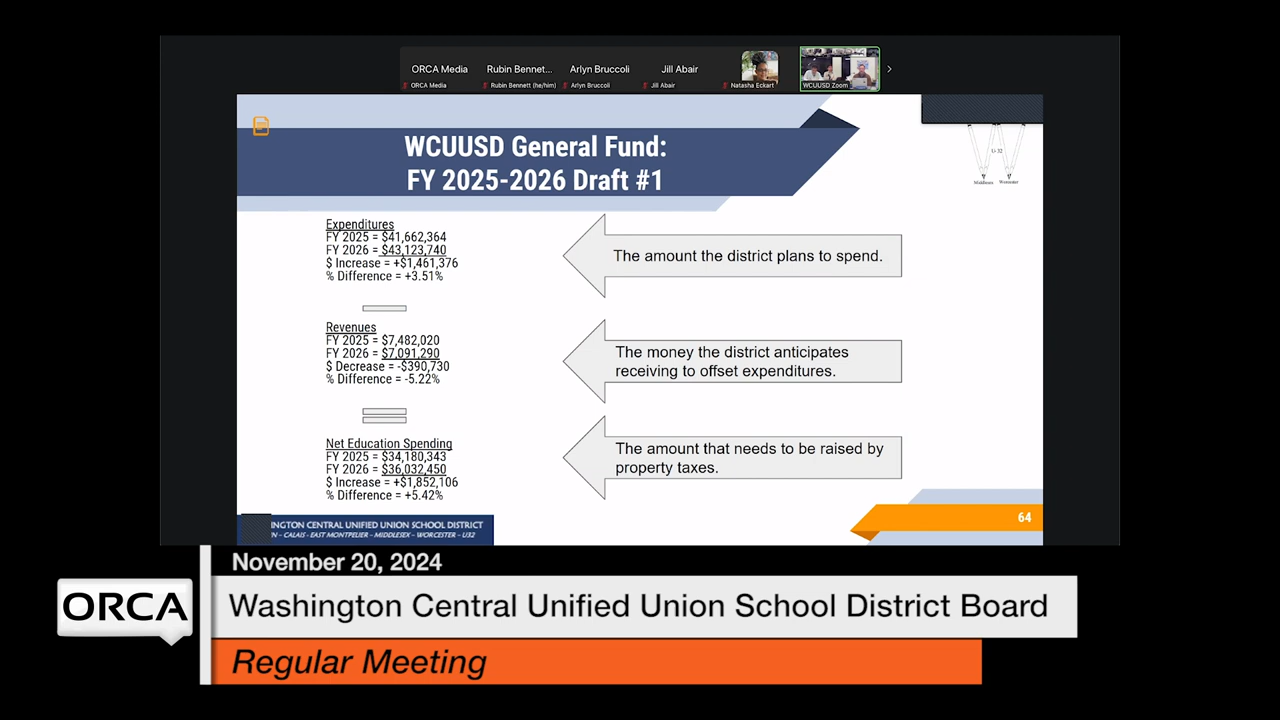 ORCA Media
Rubin Bennet...
Arlyn Bruccoli
Jill Abair
ORCA Media
Rubin Bennett (he/him)
Arlyn Bruccoli
Jill Abair
Natasha Eckart
WCUUSD Zoom
WCUUSD General Fund:
FY 2025-2026 Draft #1
U-32
Middlesex Worcester
Expenditures
FY 2025 = $41,662,364
FY 2026 = $43,123,740
$ Increase = +$1,461,376
% Difference = +3.51%
The amount the district plans to spend.
Revenues
FY 2025 = $7,482,020
FY 2026 = $7,091,290
$ Decrease = -$390,730
% Difference = -5.22%
The money the district anticipates
receiving to offset expenditures.
Net Education Spending
FY 2025 = $34,180,343
FY 2026 = $36,032,450
$ Increase = +$1,852,106
% Difference = +5.42%
The amount that needs to be raised by
property taxes.
INGTON CENTRAL UNIFIED UNION SCHOOL DISTRICT
N – CALAIS - EAST MONTPELIER – MIDDLESEX – WORCESTER – U32
64
November 20, 2024
ORCA
Washington Central Unified Union School District Board
Regular Meeting